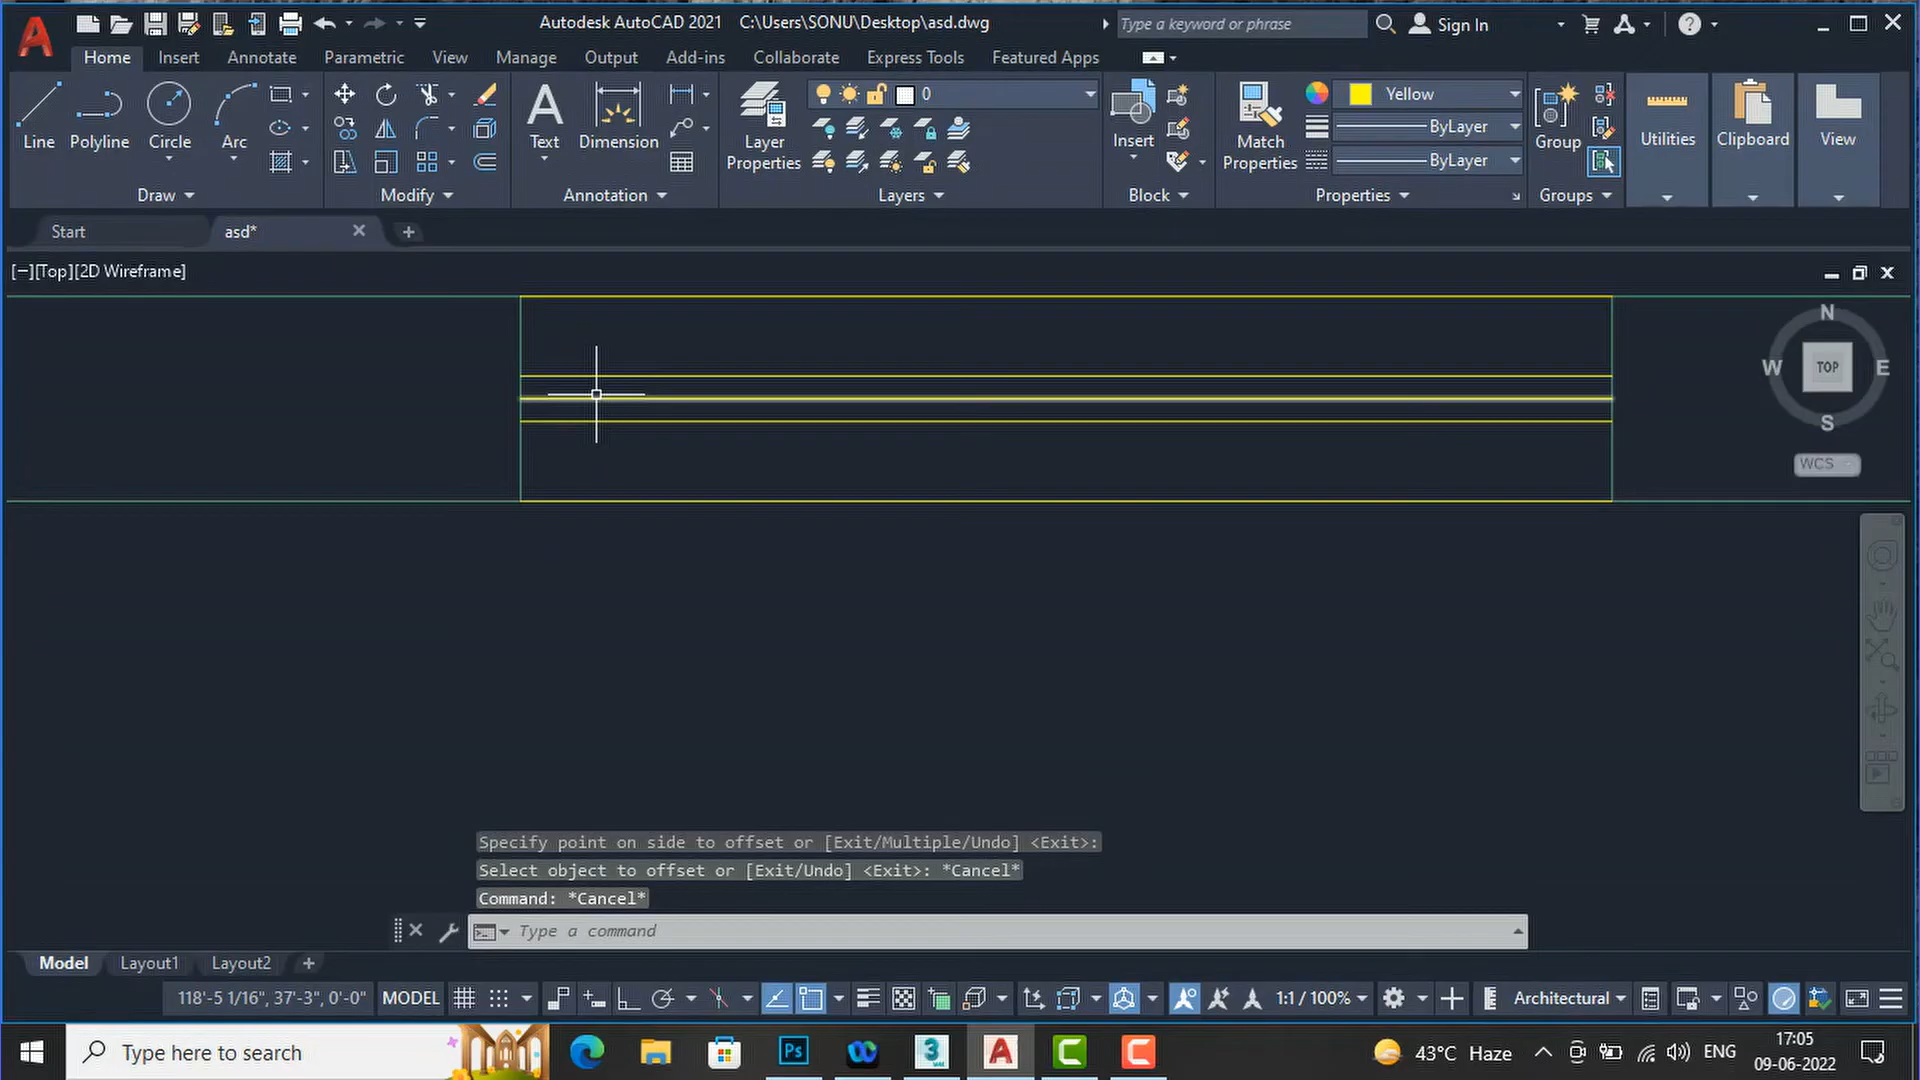 Autodesk AutoCAD 2021 C:\Users\SONU\Desktop\asd.dwg
Type a keyword or phrase
Sign In
Home Insert Annotate Parametric View Manage Output Add-ins Collaborate Express Tools Featured Apps
Line
Polyline
Circle
Arc
Text
Dimension
Layer
Properties
0
Insert
Match
Properties
Yellow
ByLayer
ByLayer
Group
Utilities
Clipboard
View
Draw
Modify
Annotation
Layers
Block
Properties
Groups
Start
asd*
[−][Top][2D Wireframe]
N
W
TOP
E
S
WCS
Specify point on side to offset or [Exit/Multiple/Undo] <Exit>:
Select object to offset or [Exit/Undo] <Exit>: *Cancel*
Command: *Cancel*
Type a command
Model Layout1 Layout2
118'-5 1/16", 37'-3", 0'-0" MODEL 1:1 / 100% Architectural
Type here to search
Ps
3
43°C Haze
ENG
17:05
09-06-2022